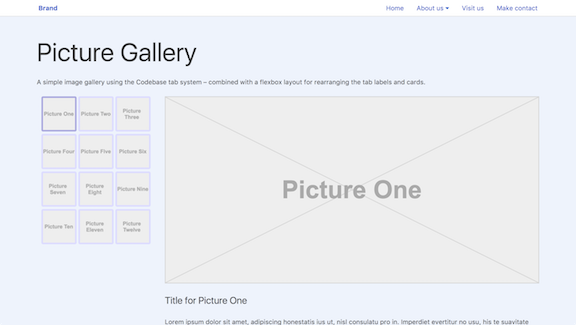 Brand
Home
About us
Visit us
Make contact
Picture Gallery
A simple image gallery using the Codebase tab system – combined with a flexbox layout for rearranging the tab labels and cards.
Picture One
Picture Two
Picture
Three
Picture Four
Picture Five
Picture Six
Picture
Seven
Picture
Eight
Picture Nine
Picture Ten
Picture
Eleven
Picture
Twelve
Picture One
Title for Picture One
Lorem ipsum dolor sit amet, adipiscing honestatis ius ut, nisl consulatu pro in. Imperdiet evertitur no usu, his te suavitate